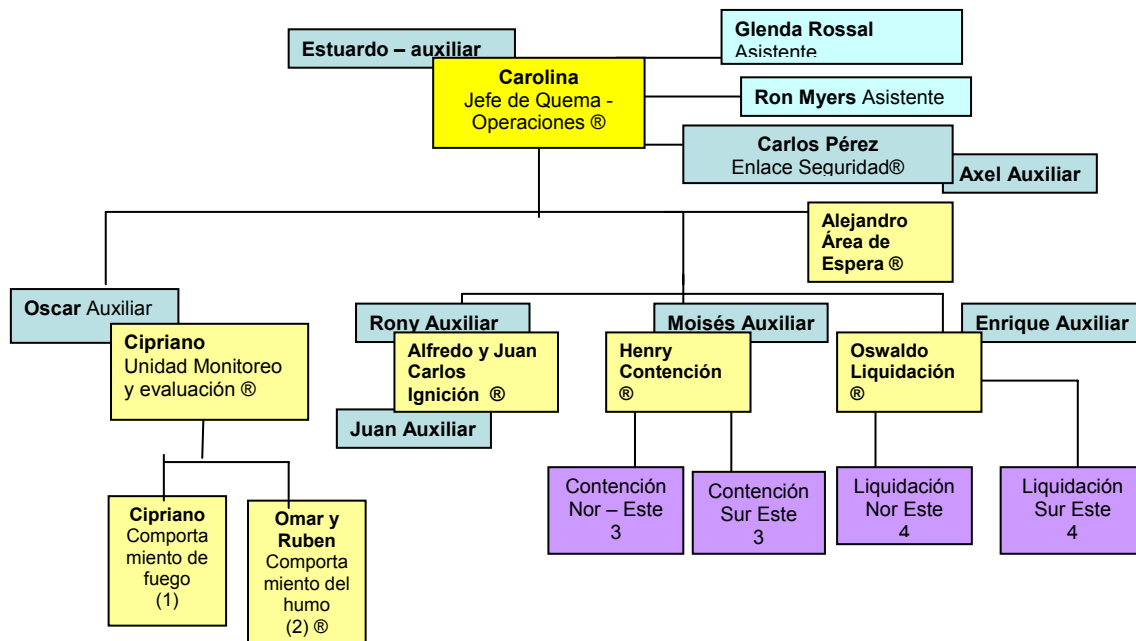 Glenda Rossal
Asistente
Estuardo – auxiliar
Carolina
Jefe de Quema -
Operaciones ®
Ron Myers Asistente
Carlos Pérez
Enlace Seguridad®
Axel Auxiliar
Alejandro
Área de
Espera ®
Oscar Auxiliar
Cipriano
Unidad Monitoreo
y evaluación ®
Rony Auxiliar
Alfredo y Juan
Carlos
Ignición ®
Juan Auxiliar
Moisés Auxiliar
Henry
Contención
®
Enrique Auxiliar
Oswaldo
Liquidación
®
Cipriano
Comporta
miento de
fuego
(1)
Omar y
Ruben
Comporta
miento del
humo
(2) ®
Contención
Nor – Este
3
Contención
Sur Este
3
Liquidación
Nor Este
4
Liquidación
Sur Este
4